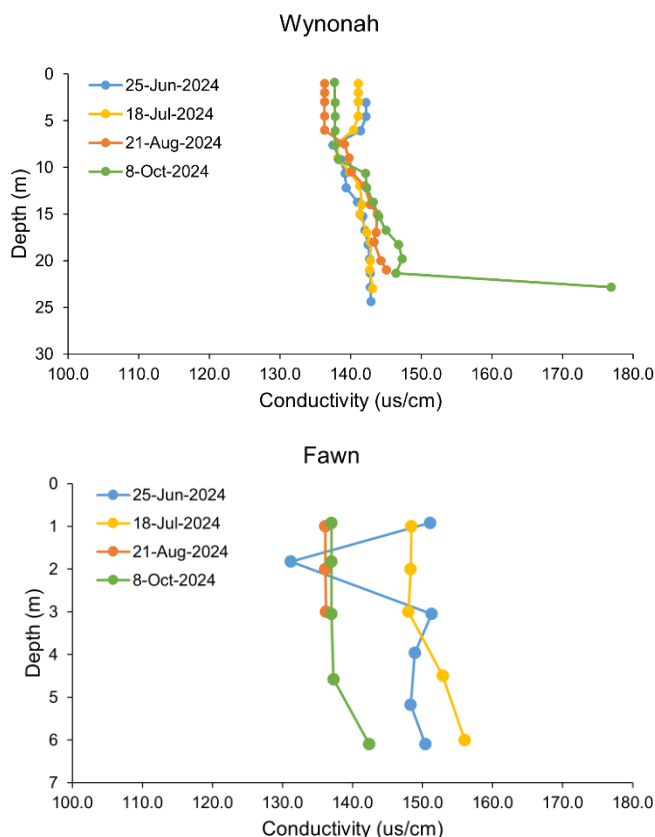 Wynonah
25-Jun-2024
18-Jul-2024
21-Aug-2024
8-Oct-2024
0
5
10
15
20
25
30
Depth (m)
100.0 110.0 120.0 130.0 140.0 150.0 160.0 170.0 180.0
Conductivity (us/cm)
Fawn
25-Jun-2024
18-Jul-2024
21-Aug-2024
8-Oct-2024
0
1
2
3
4
5
6
7
Depth (m)
100.0 110.0 120.0 130.0 140.0 150.0 160.0 170.0 180.0
Conductivity (us/cm)